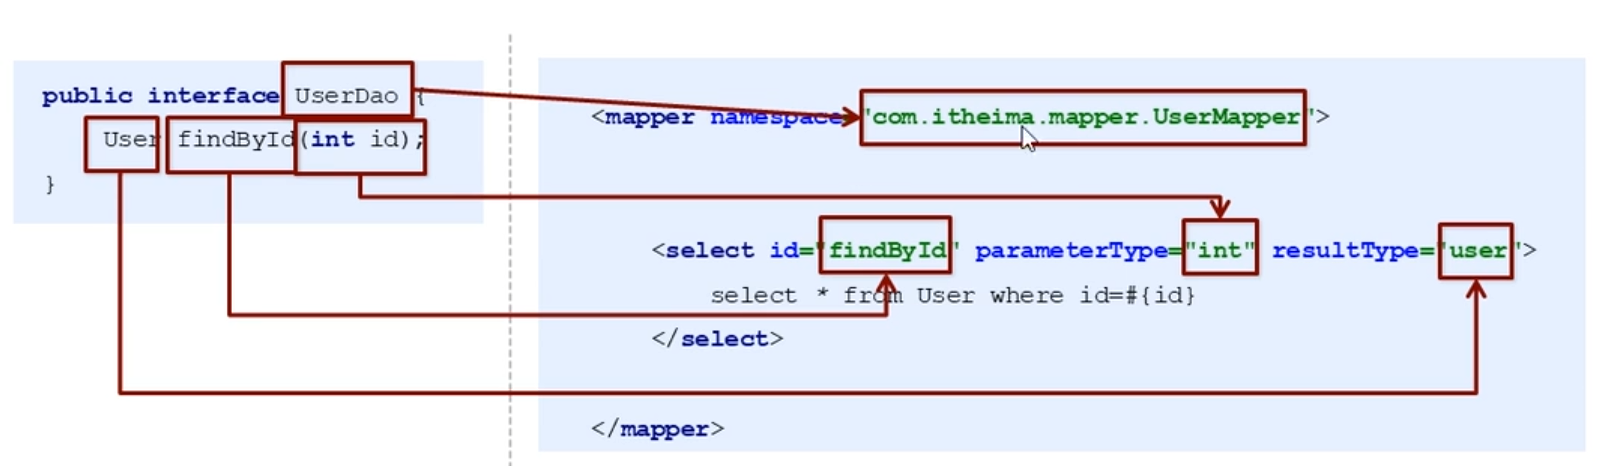 public interface UserDao {
User findById(int id);
}
<mapper namespace="com.itheima.mapper.UserMapper">
<select id="findById" parameterType="int" resultType="user">
select * from User where id=#{id}
</select>
</mapper>